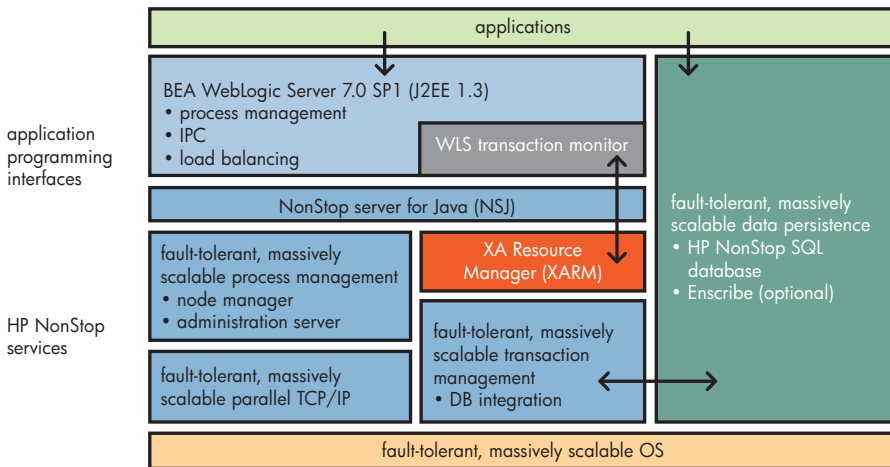 applications
BEA WebLogic Server 7.0 SP1 (J2EE 1.3)
• process management
• IPC
• load balancing
WLS transaction monitor
application
programming
interfaces
NonStop server for Java (NSJ)
fault-tolerant, massively
scalable data persistence
• HP NonStop SQL
database
• Enscribe (optional)
fault-tolerant, massively
scalable process management
• node manager
• administration server
XA Resource
Manager (XARM)
HP NonStop
services
fault-tolerant, massively
scalable transaction
management
• DB integration
fault-tolerant, massively
scalable parallel TCP/IP
fault-tolerant, massively scalable OS